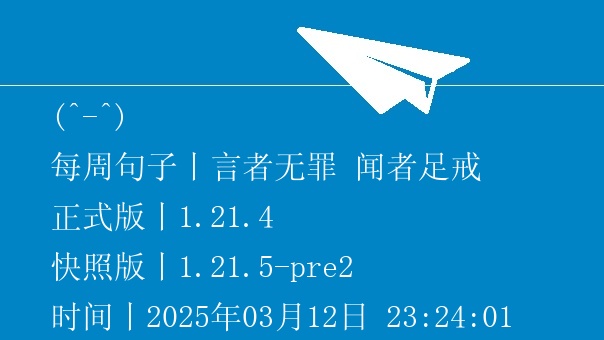 (^-^)
每周句子丨言者无罪 闻者足戒
正式版丨1.21.4
快照版丨1.21.5-pre2
时间丨2025年03月12日 23:24:01